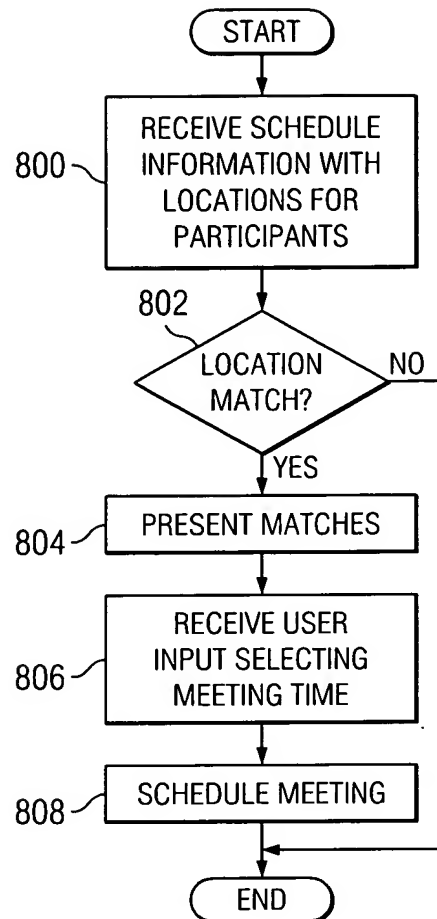 START
800
RECEIVE SCHEDULE
INFORMATION WITH
LOCATIONS FOR
PARTICIPANTS
802
LOCATION
MATCH?
NO
YES
804
PRESENT MATCHES
806
RECEIVE USER
INPUT SELECTING
MEETING TIME
808
SCHEDULE MEETING
END